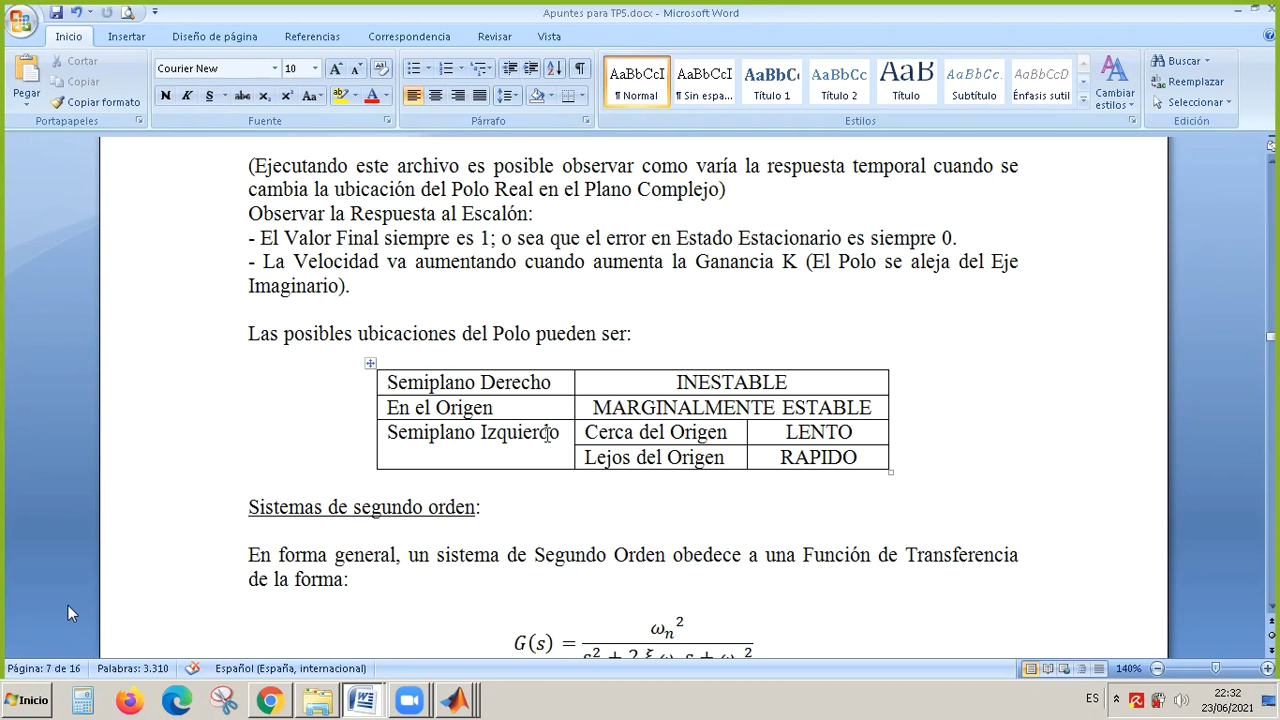 Apuntes para TP5.docx - Microsoft Word
Inicio Insertar Diseño de página Referencias Correspondencia Revisar Vista
Pegar
Cortar
Copiar
Copiar formato
Portapapeles
Courier New 10
N K S abc x₂ x² Aa
Fuente
Párrafo
AaBbCcI AaBbCcI AaBbC AaBbCc AaB AaBbCc. AaBbCcD
¶ Normal ¶ Sin espa... Título 1 Título 2 Título Subtítulo Énfasis sutil
Cambiar estilos
Estilos
Buscar
Reemplazar
Seleccionar
Edición
(Ejecutando este archivo es posible observar como varía la respuesta temporal cuando se
cambia la ubicación del Polo Real en el Plano Complejo)
Observar la Respuesta al Escalón:
- El Valor Final siempre es 1; o sea que el error en Estado Estacionario es siempre 0.
- La Velocidad va aumentando cuando aumenta la Ganancia K (El Polo se aleja del Eje
Imaginario).
Las posibles ubicaciones del Polo pueden ser:
Semiplano Derecho INESTABLE
En el Origen MARGINALMENTE ESTABLE
Semiplano Izquierdo Cerca del Origen LENTO
Lejos del Origen RAPIDO
Sistemas de segundo orden:
En forma general, un sistema de Segundo Orden obedece a una Función de Transferencia
de la forma:
G(s) = ωₙ²
s² + 2 ξ ωₙ s + ωₙ²
Página: 7 de 16 Palabras: 3.310 Español (España, internacional) 140%
Inicio
ES
22:32
23/06/2021